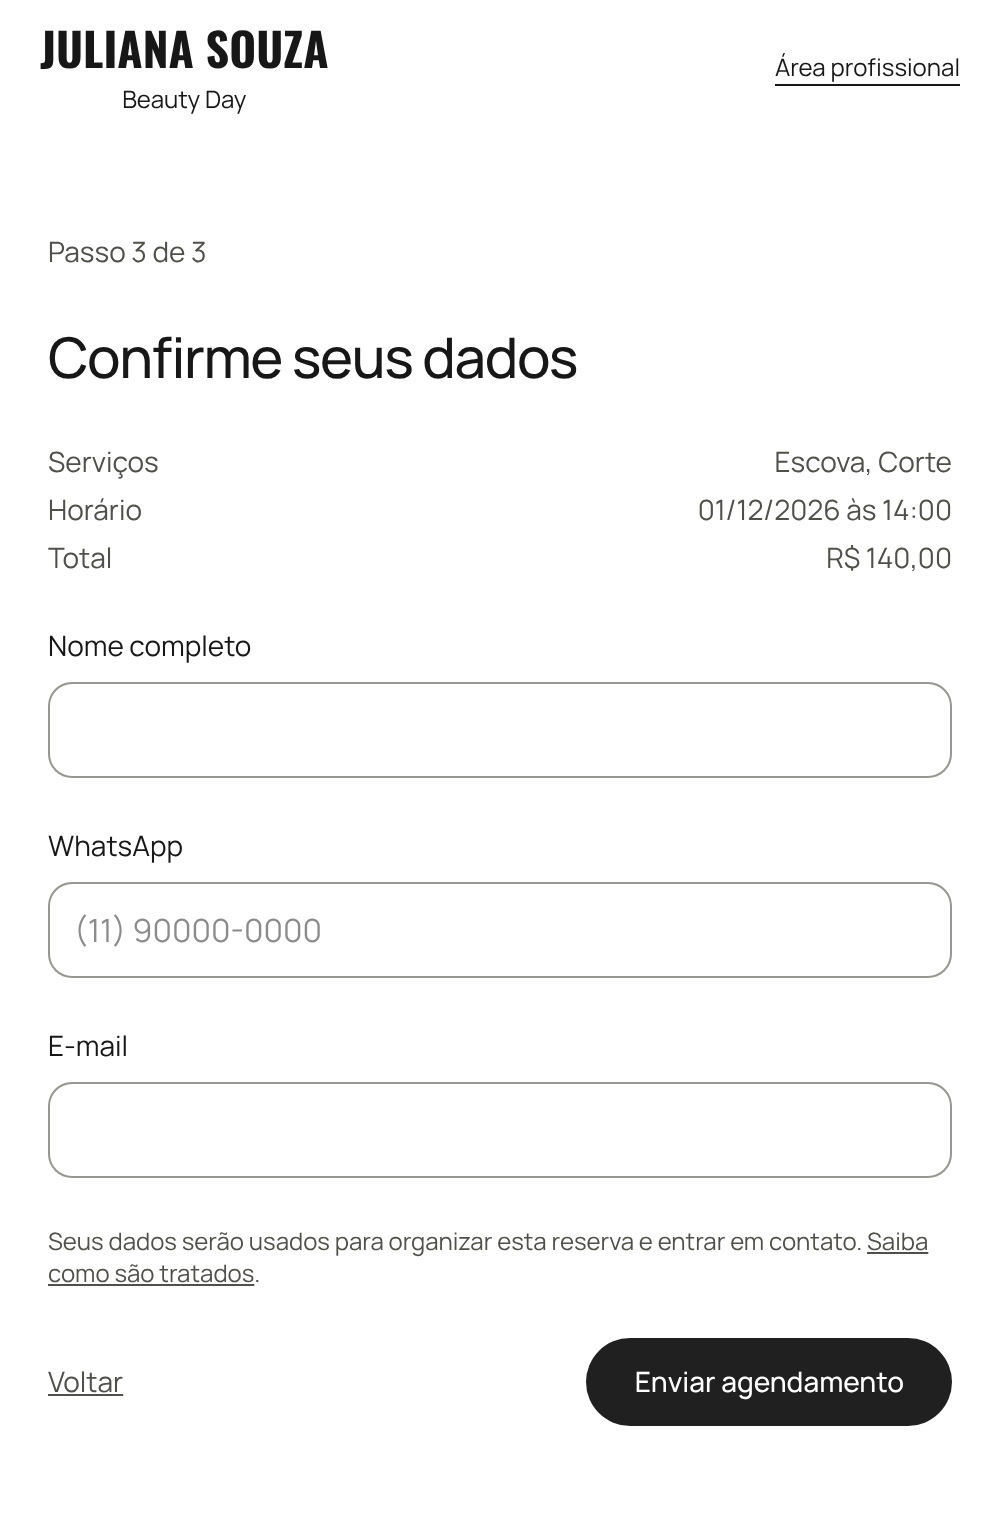 JULIANA SOUZA
Beauty Day
Área profissional
Passo 3 de 3
Confirme seus dados
Serviços Escova, Corte
Horário 01/12/2026 às 14:00
Total R$ 140,00
Nome completo
WhatsApp
(11) 90000-0000
E-mail
Seus dados serão usados para organizar esta reserva e entrar em contato. Saiba
como são tratados.
Voltar Enviar agendamento